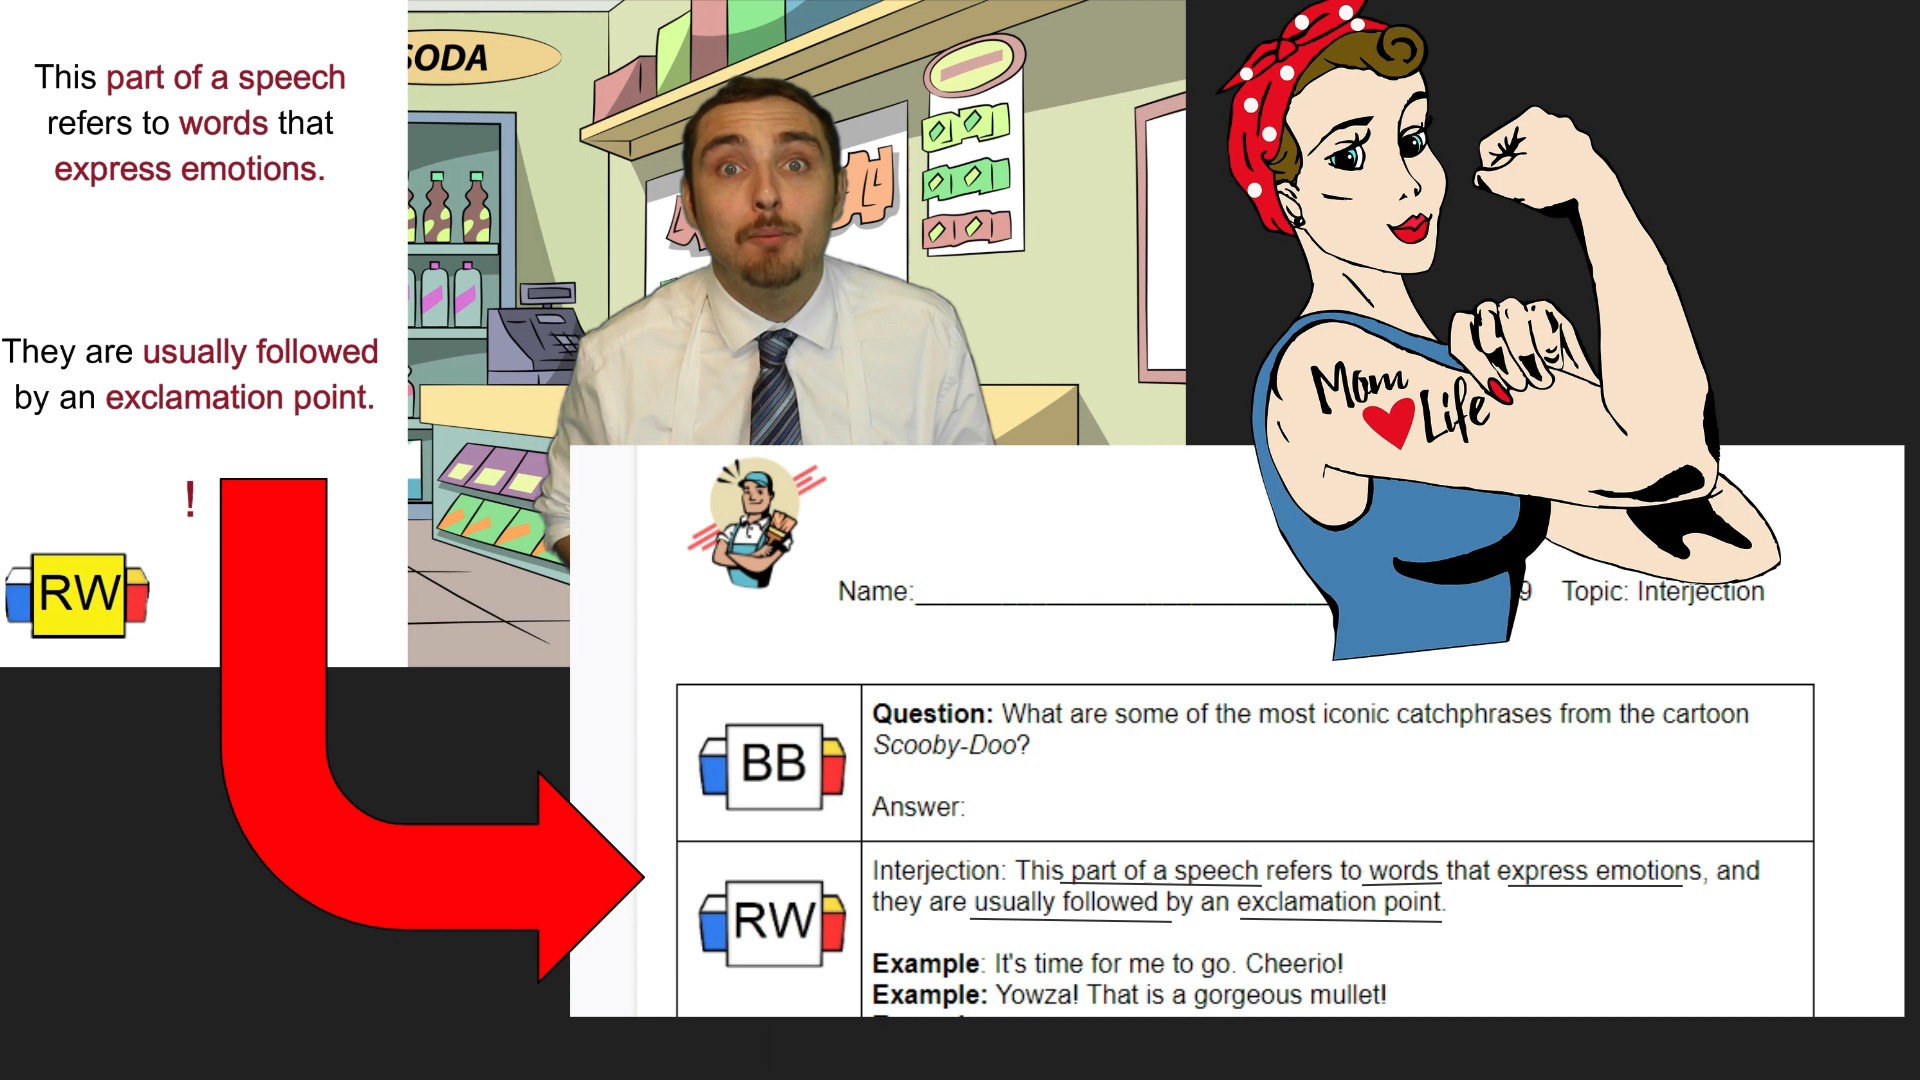 This part of a speech
refers to words that
express emotions.
They are usually followed
by an exclamation point.
!
RW
SODA
Mom
Life
Name:
9 Topic: Interjection
BB
Question: What are some of the most iconic catchphrases from the cartoon
Scooby-Doo?
Answer:
RW
Interjection: This part of a speech refers to words that express emotions, and
they are usually followed by an exclamation point.
Example: It's time for me to go. Cheerio!
Example: Yowza! That is a gorgeous mullet!